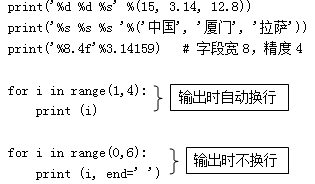 print('%d %d %s' %(15, 3.14, 12.8))
print('%s %s %s '%('中国', '厦门', '拉萨'))
print('%8.4f'%3.14159)   # 字段宽 8，精度 4
for i in range(1,4):
    print (i)
输出时自动换行
for i in range(0,6):
    print (i, end=' ')
输出时不换行